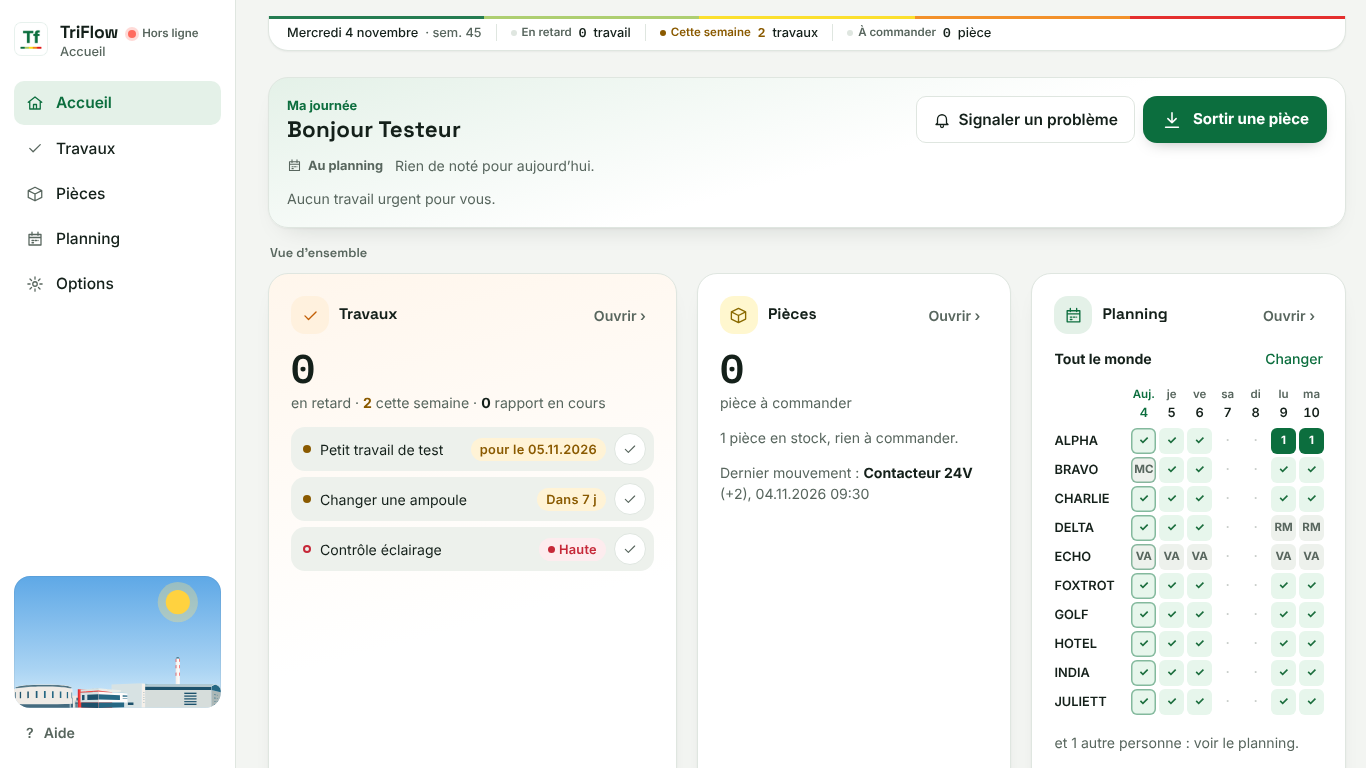 Tf TriFlow Hors ligne
Accueil
Accueil
Travaux
Pièces
Planning
Options
? Aide
Mercredi 4 novembre · sem. 45 En retard 0 travail Cette semaine 2 travaux À commander 0 pièce
Ma journée
Bonjour Testeur
Signaler un problème
Sortir une pièce
Au planning Rien de noté pour aujourd’hui.
Aucun travail urgent pour vous.
Vue d’ensemble
Travaux Ouvrir ›
0
en retard · 2 cette semaine · 0 rapport en cours
Petit travail de test pour le 05.11.2026
Changer une ampoule Dans 7 j
Contrôle éclairage Haute
Pièces Ouvrir ›
0
pièce à commander
1 pièce en stock, rien à commander.
Dernier mouvement : Contacteur 24V
(+2), 04.11.2026 09:30
Planning Ouvrir ›
Tout le monde Changer
Auj. je ve sa di lu ma
4 5 6 7 8 9 10
ALPHA ✓ ✓ ✓ · · 1 1
BRAVO MC ✓ ✓ · · ✓ ✓
CHARLIE ✓ ✓ ✓ · · ✓ ✓
DELTA ✓ ✓ ✓ · · RM RM
ECHO VA VA VA · · VA VA
FOXTROT ✓ ✓ ✓ · · ✓ ✓
GOLF ✓ ✓ ✓ · · ✓ ✓
HOTEL ✓ ✓ ✓ · · ✓ ✓
INDIA ✓ ✓ ✓ · · ✓ ✓
JULIETT ✓ ✓ ✓ · · ✓ ✓
et 1 autre personne : voir le planning.